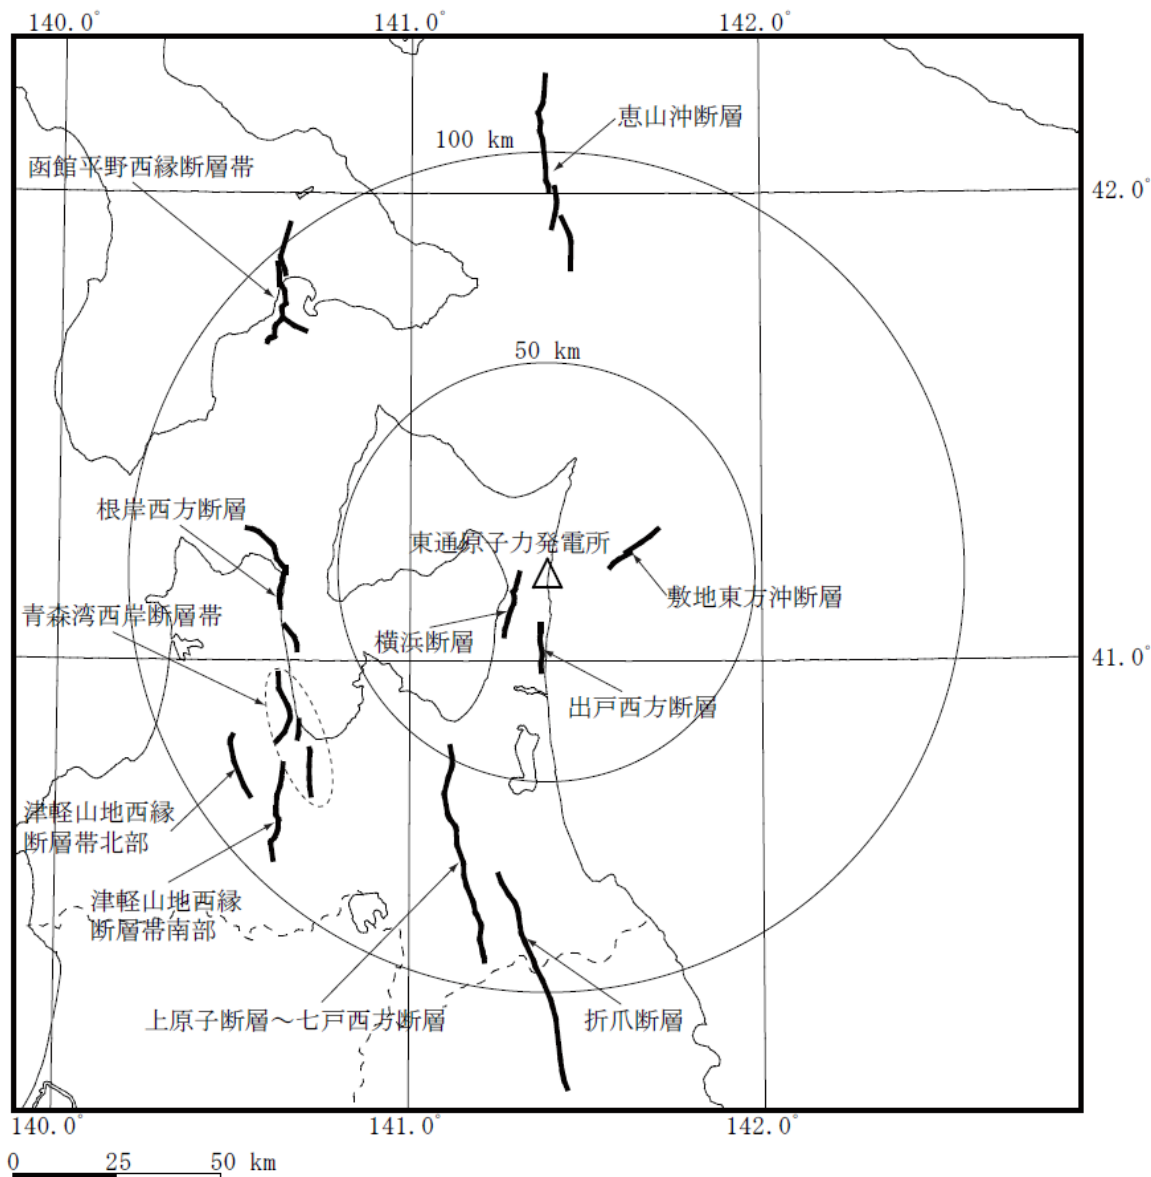 140.0°
141.0°
142.0°
恵山沖断層
100 km
函館平野西縁断層帯
42.0°
50 km
根岸西方断層
東通原子力発電所
敷地東方沖断層
青森湾西岸断層帯
横浜断層
41.0°
出戸西方断層
津軽山地西縁
断層帯北部
津軽山地西縁
断層帯南部
上原子断層～七戸西方断層
折爪断層
140.0°
141.0°
142.0°
0 25 50 km